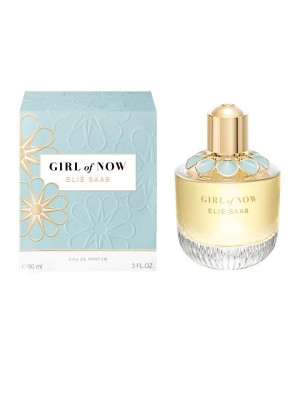 GIRL of NOW
ELIE SAAB
EAU DE PARFUM
℮ 90 ml
3 FL.OZ.
GIRL of NOW
ELIE SAAB